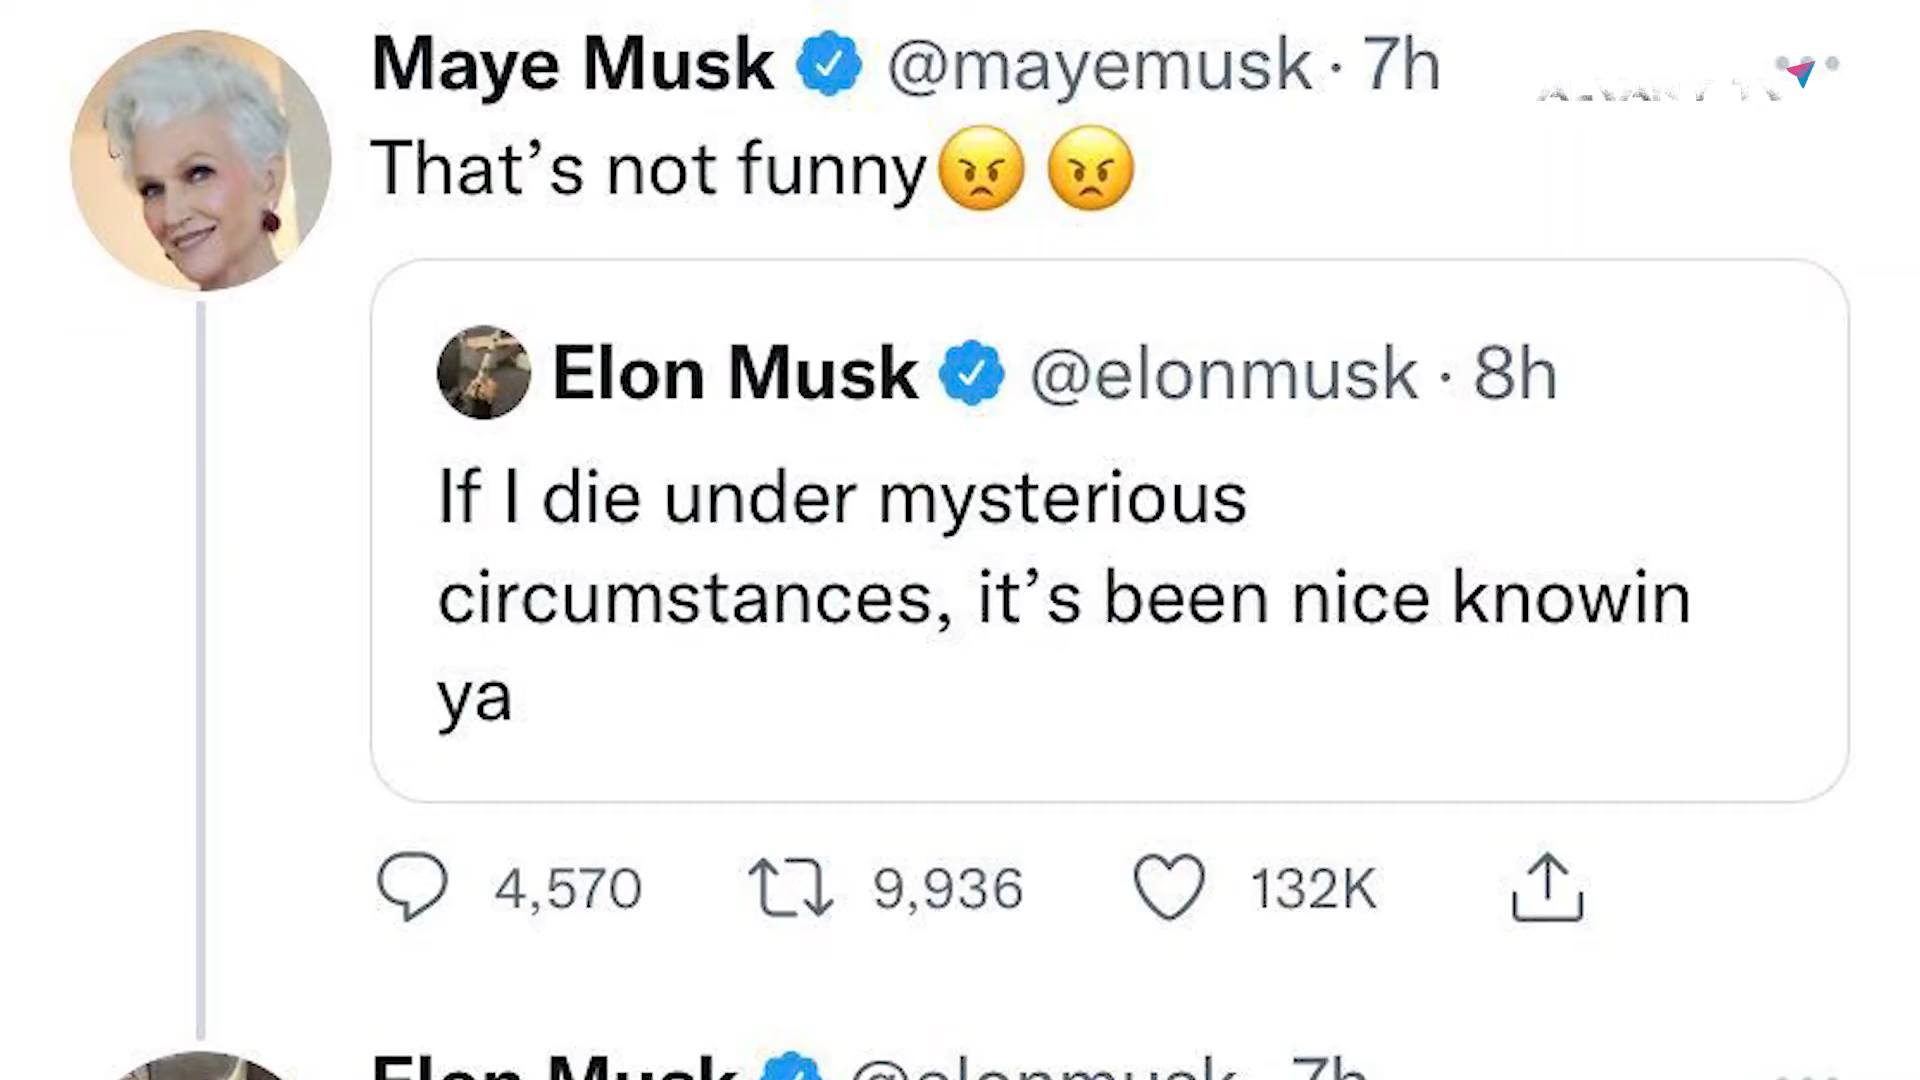 Maye Musk @mayemusk · 7h
That’s not funny😠 😠
Elon Musk @elonmusk · 8h
If I die under mysterious
circumstances, it’s been nice knowin
ya
4,570 9,936 132K
Elon Musk @elonmusk 7h